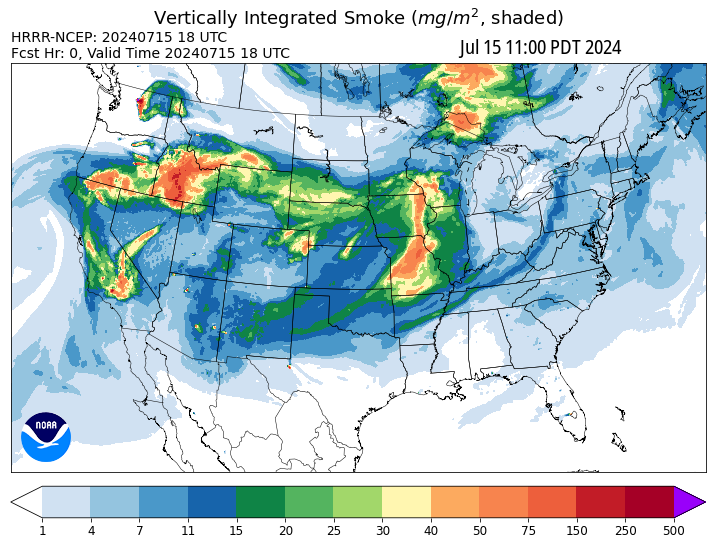 Vertically Integrated Smoke (mg/m², shaded)
HRRR-NCEP: 20240715 18 UTC
Fcst Hr: 0, Valid Time 20240715 18 UTC
Jul 15 11:00 PDT 2024
NOAA
1 4 7 11 15 20 25 30 40 50 75 150 250 500